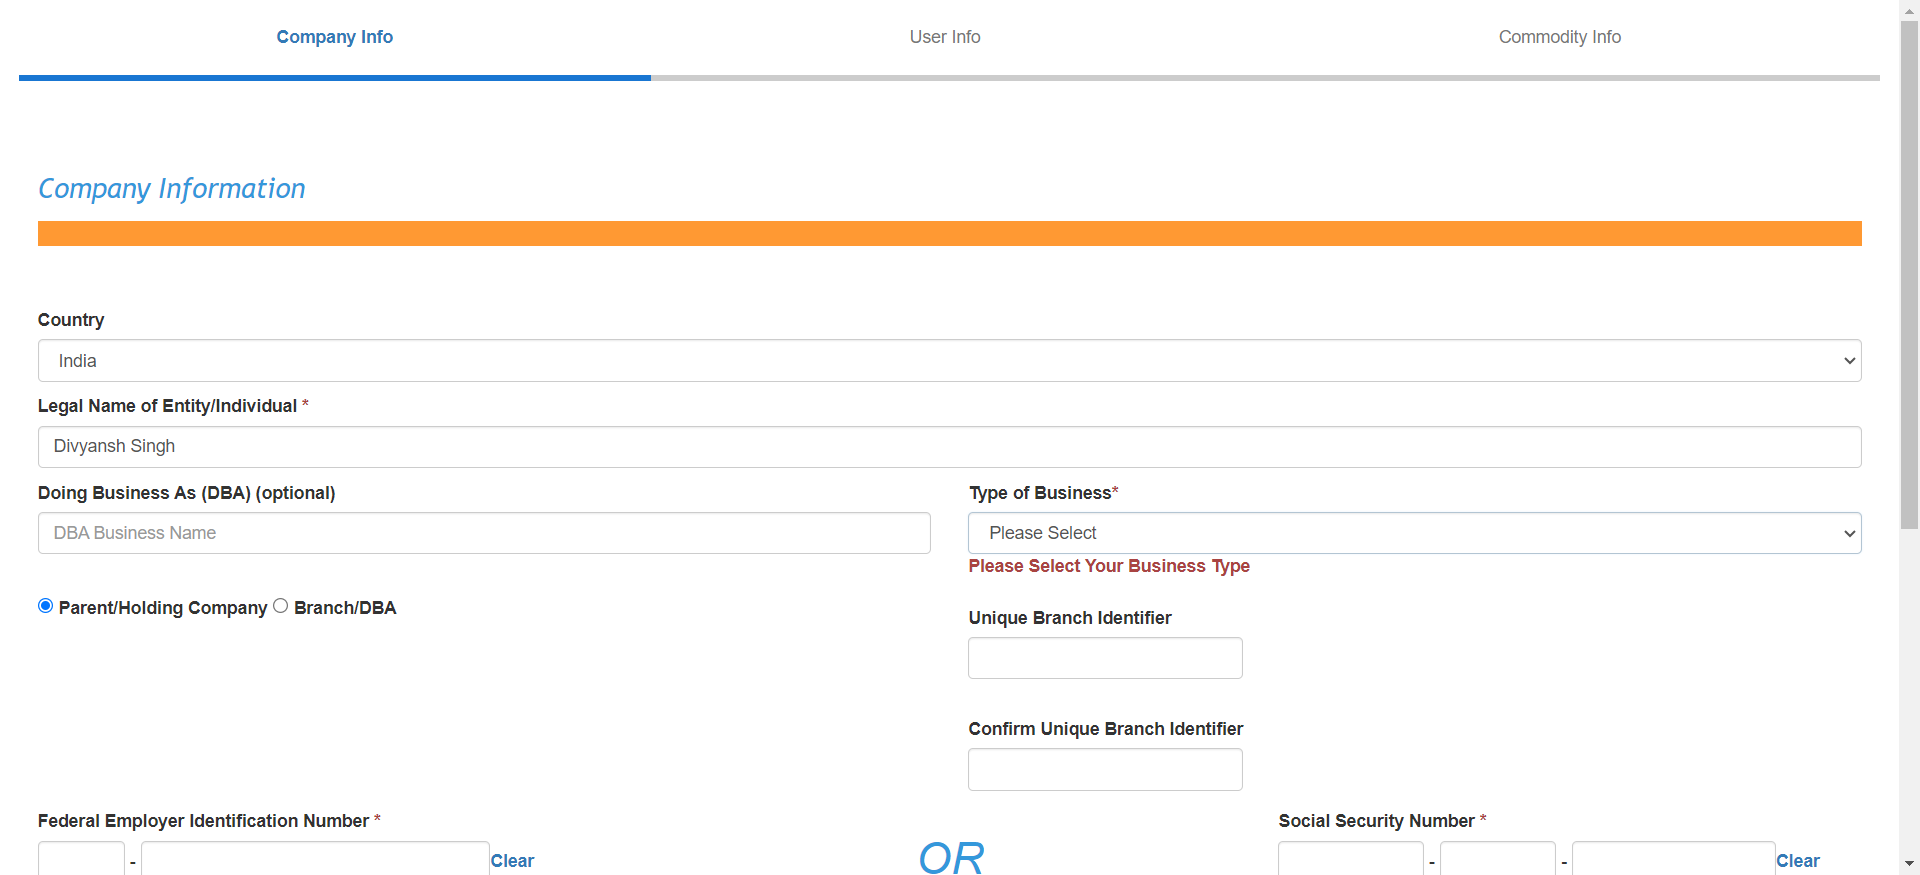 Company Info
User Info
Commodity Info
Company Information
Country
India
Legal Name of Entity/Individual *
Divyansh Singh
Doing Business As (DBA) (optional)
DBA Business Name
Type of Business*
Please Select
Please Select Your Business Type
Parent/Holding Company Branch/DBA
Unique Branch Identifier
Confirm Unique Branch Identifier
Federal Employer Identification Number *
- Clear
OR
Social Security Number *
- - Clear